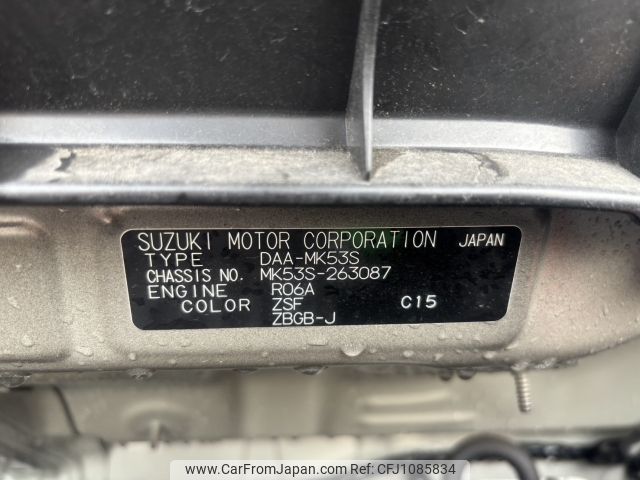 SUZUKI MOTOR CORPORATION JAPAN
TYPE DAA-MK53S
CHASSIS NO. MK53S-263087
ENGINE R06A
COLOR ZSF C15
ZBGB-J
www.CarFromJapan.com | Ref No.CFJ1085834